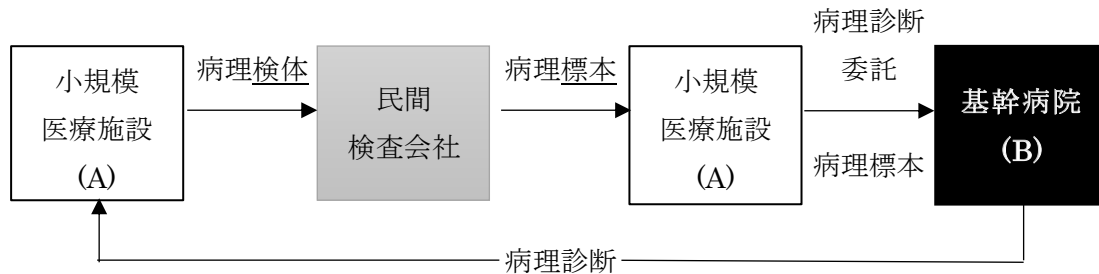 小規模
医療施設
(A)
病理検体
民間
検査会社
病理標本
小規模
医療施設
(A)
病理診断
委託
病理標本
基幹病院
(B)
病理診断